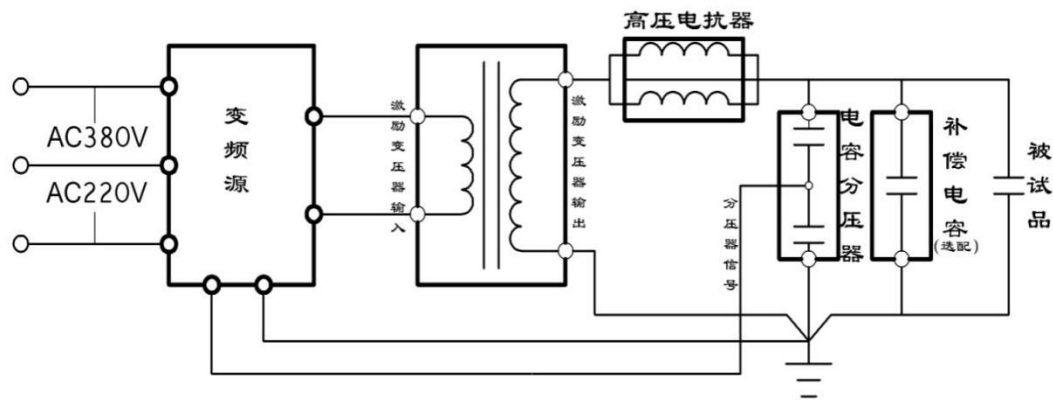 高压电抗器
AC380V
AC220V
变频源
激励变压器输入
激励变压器输出
分压器信号
电容分压器
补偿电容
(选配)
被试品